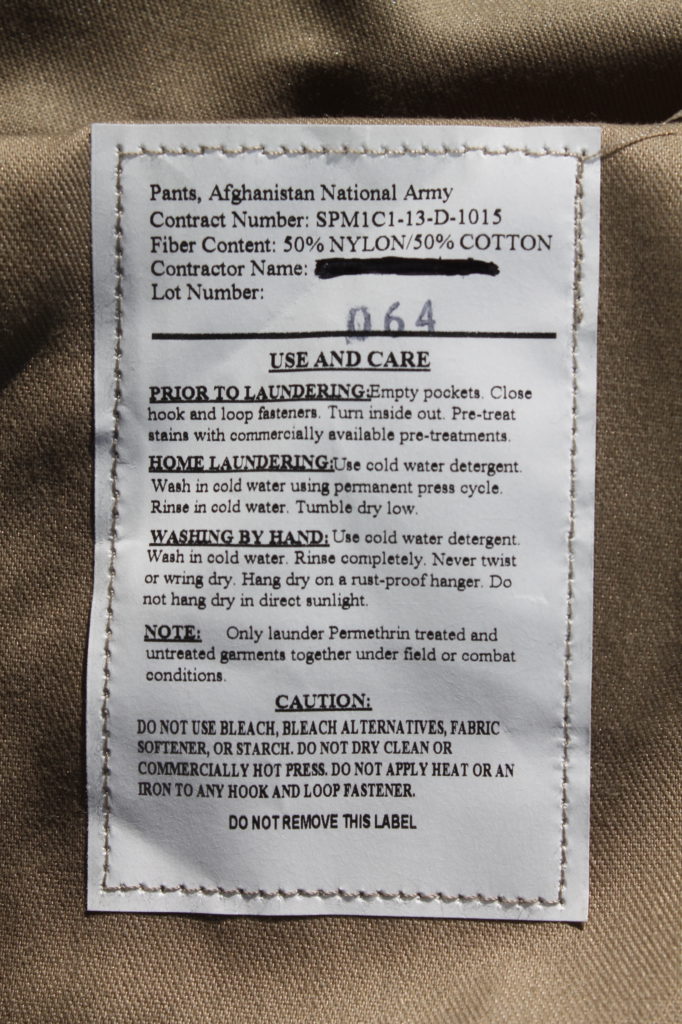 Pants, Afghanistan National Army
Contract Number: SPM1C1-13-D-1015
Fiber Content: 50% NYLON/50% COTTON
Contractor Name:
Lot Number:
064
USE AND CARE
PRIOR TO LAUNDERING:Empty pockets. Close
hook and loop fasteners. Turn inside out. Pre-treat
stains with commercially available pre-treatments.
HOME LAUNDERING:Use cold water detergent.
Wash in cold water using permanent press cycle.
Rinse in cold water. Tumble dry low.
WASHING BY HAND: Use cold water detergent.
Wash in cold water. Rinse completely. Never twist
or wring dry. Hang dry on a rust-proof hanger. Do
not hang dry in direct sunlight.
NOTE: Only launder Permethrin treated and
untreated garments together under field or combat
conditions.
CAUTION:
DO NOT USE BLEACH, BLEACH ALTERNATIVES, FABRIC
SOFTENER, OR STARCH. DO NOT DRY CLEAN OR
COMMERCIALLY HOT PRESS. DO NOT APPLY HEAT OR AN
IRON TO ANY HOOK AND LOOP FASTENER.
DO NOT REMOVE THIS LABEL